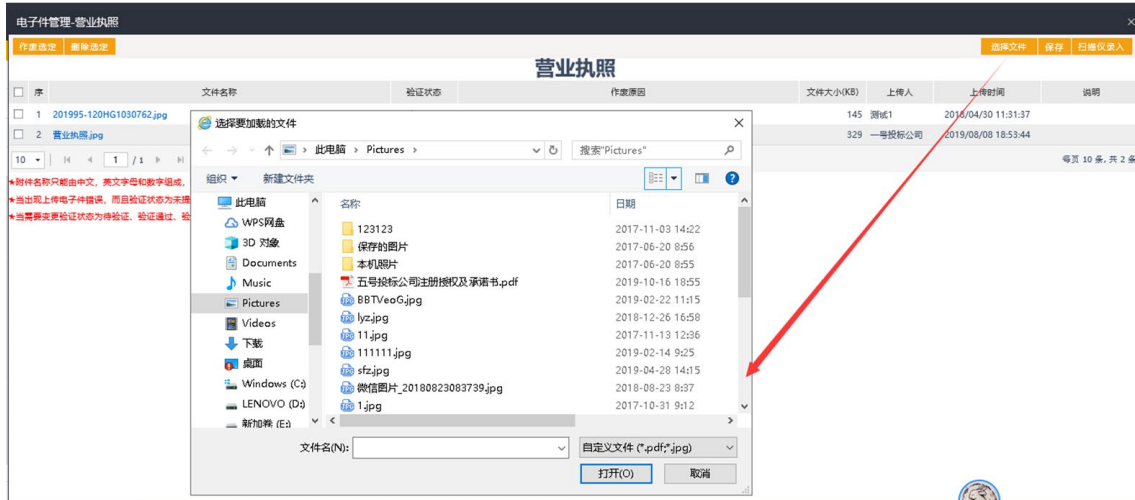 电子件管理-营业执照
作废选定 删除选定 选择文件 保存 扫描仪录入
营业执照
序 文件名称 验证状态 作废原因 文件大小(KB) 上传人 上传时间 说明
1 201995-120HG1030762.jpg 145 测试1 2018/04/30 11:31:37
2 营业执照.jpg 329 一号投标公司 2019/08/08 18:53:44
10 1 / 1 每页 10 条, 共 2 条
★附件名称只能由中文, 英文字母和数字组成,
★当出现上传电子件错误, 而且验证状态为未提
★当需要变更验证状态为待验证、验证通过、验
选择要加载的文件
此电脑 › Pictures › 搜索"Pictures"
组织 新建文件夹
此电脑
WPS网盘
3D 对象
Documents
Music
Pictures
Videos
下载
桌面
Windows (C:)
LENOVO (D:)
新加卷 (E:)
名称 日期
123123 2017-11-03 14:22
保存的图片 2017-06-20 8:56
本机照片 2017-06-20 8:55
五号投标公司注册授权及承诺书.pdf 2019-10-16 18:55
BBTVeoG.jpg 2019-02-22 11:15
lyz.jpg 2018-12-26 16:58
11.jpg 2017-11-13 12:36
111111.jpg 2019-02-14 9:25
sfz.jpg 2019-04-28 14:15
微信图片_20180823083739.jpg 2018-08-23 8:37
1.jpg 2017-10-31 9:12
文件名(N): 自定义文件 (*.pdf;*.jpg)
打开(O) 取消